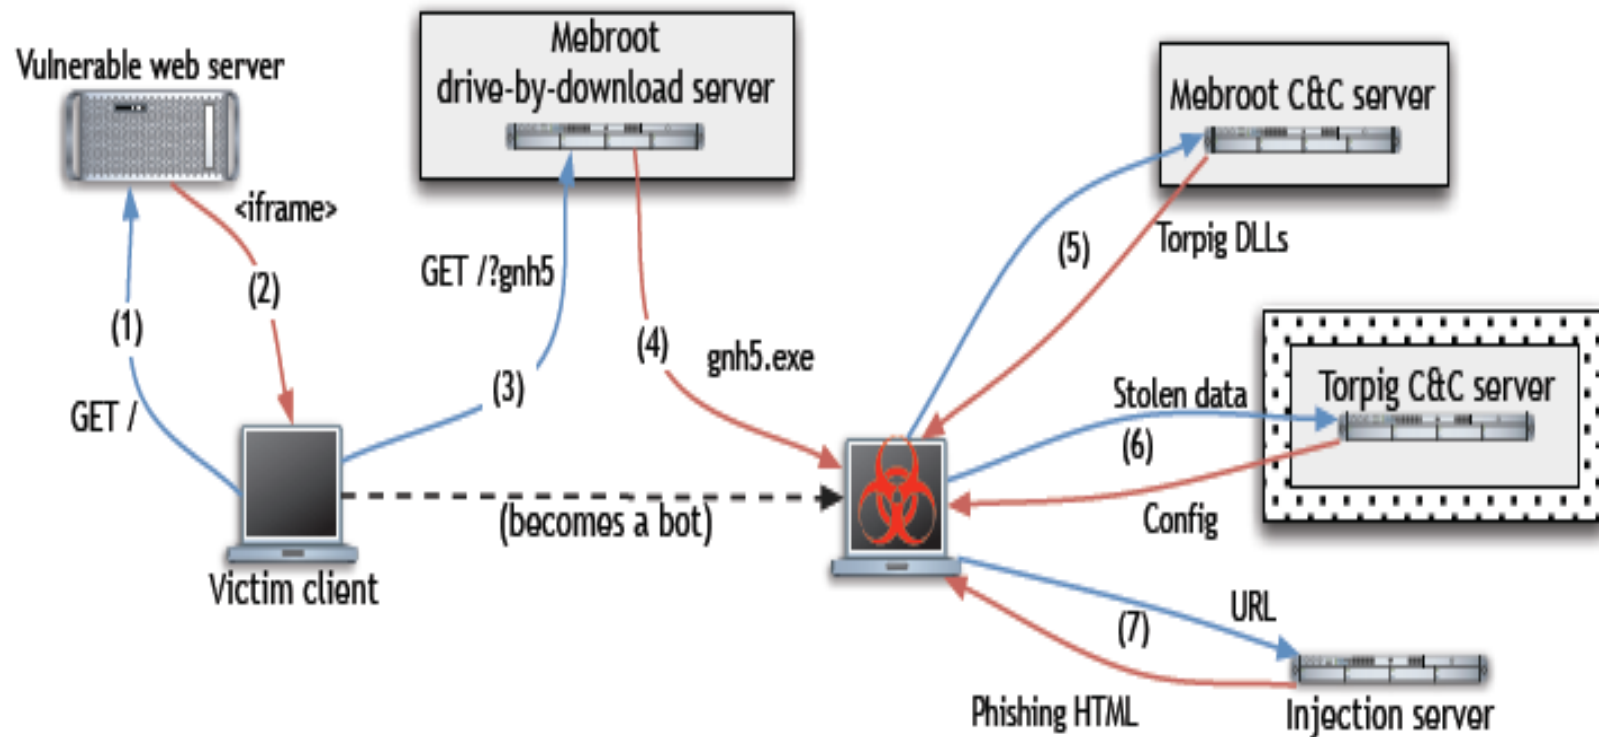 Vulnerable web server
<iframe>
(1)
(2)
GET /
Victim client
Mebroot
drive-by-download server
GET /?gnh5
(3)
(4)
gnh5.exe
(becomes a bot)
Mebroot C&C server
(5)
Torpig DLLs
Torpig C&C server
Stolen data
(6)
Config
URL
(7)
Phishing HTML
Injection server